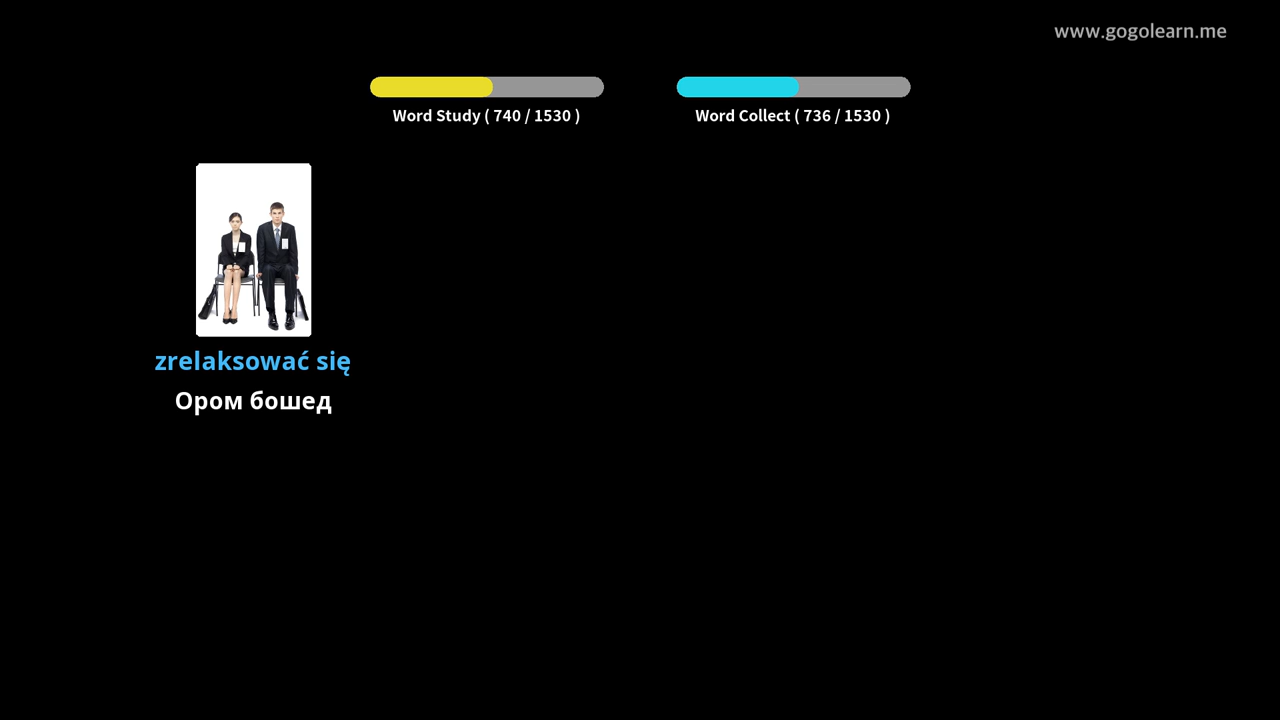 www.gogolearn.me
Word Study ( 740 / 1530 )
Word Collect ( 736 / 1530 )
zrelaksować się
Ором бошед